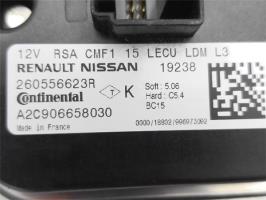 12V RSA CMF1 15 LECU LDM L3
RENAULT NISSAN 19238
260556623R
Soft : 5.06
Continental T K
Hard : C5.4
A2C906658030
BC15
Made in France
0000/18802/996973092